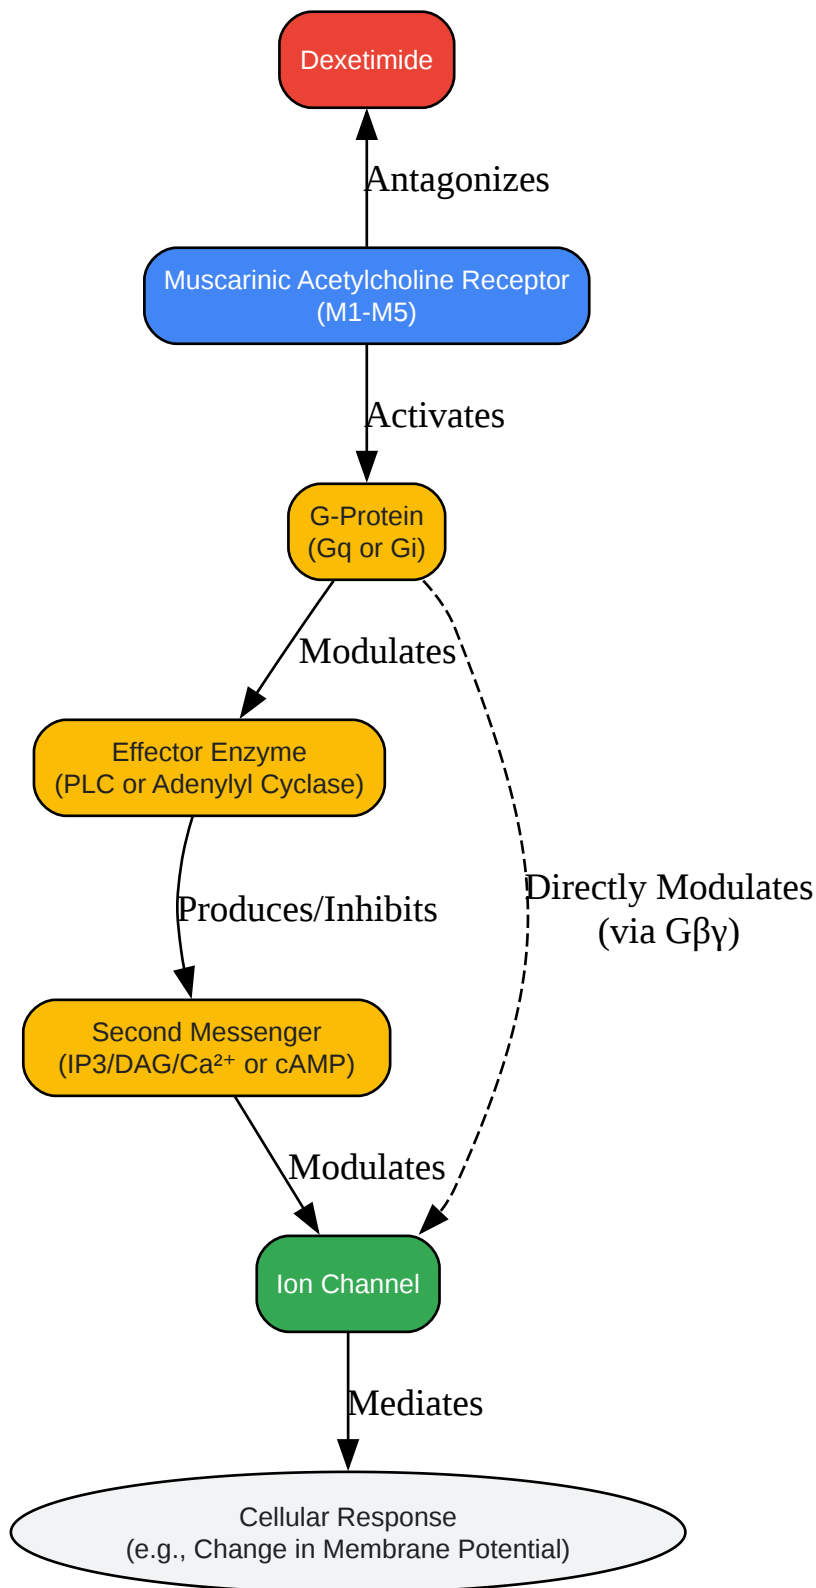 Dexetimide
Antagonizes
Muscarinic Acetylcholine Receptor
(M1-M5)
Activates
G-Protein
(Gq or Gi)
Modulates
Effector Enzyme
(PLC or Adenylyl Cyclase)
Directly Modulates
(via Gβγ)
Produces/Inhibits
Second Messenger
(IP3/DAG/Ca²⁺ or cAMP)
Modulates
Ion Channel
Mediates
Cellular Response
(e.g., Change in Membrane Potential)